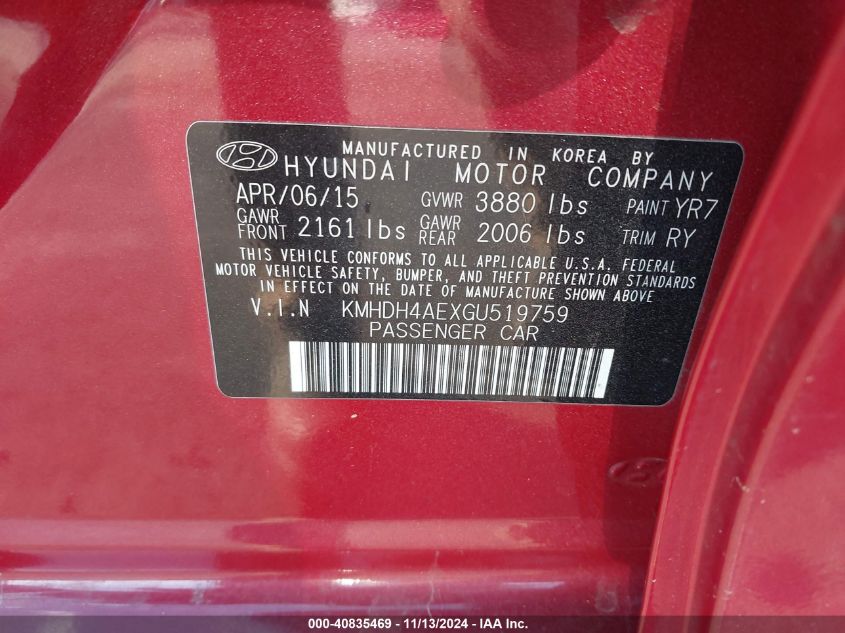 MANUFACTURED IN KOREA BY
HYUNDAI MOTOR COMPANY
APR/06/15 GVWR 3880 lbs PAINT YR7
GAWR FRONT 2161 lbs GAWR REAR 2006 lbs TRIM RY
THIS VEHICLE CONFORMS TO ALL APPLICABLE U.S.A. FEDERAL
MOTOR VEHICLE SAFETY, BUMPER, AND THEFT PREVENTION STANDARDS
IN EFFECT ON THE DATE OF MANUFACTURE SHOWN ABOVE
V.I.N KMHDH4AEXGU519759
PASSENGER CAR
000-40835469 - 11/13/2024 - IAA Inc.